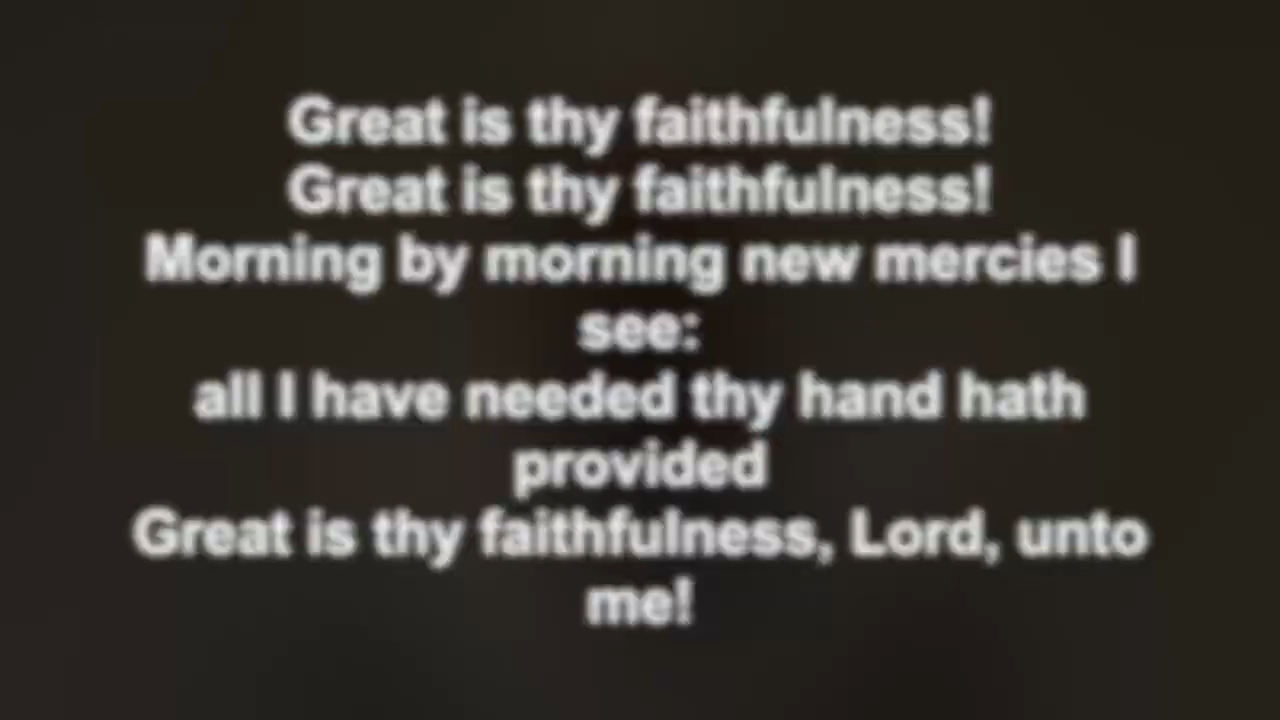 Great is thy faithfulness!
Great is thy faithfulness!
Morning by morning new mercies I
see:
all I have needed thy hand hath
provided
Great is thy faithfulness, Lord, unto
me!